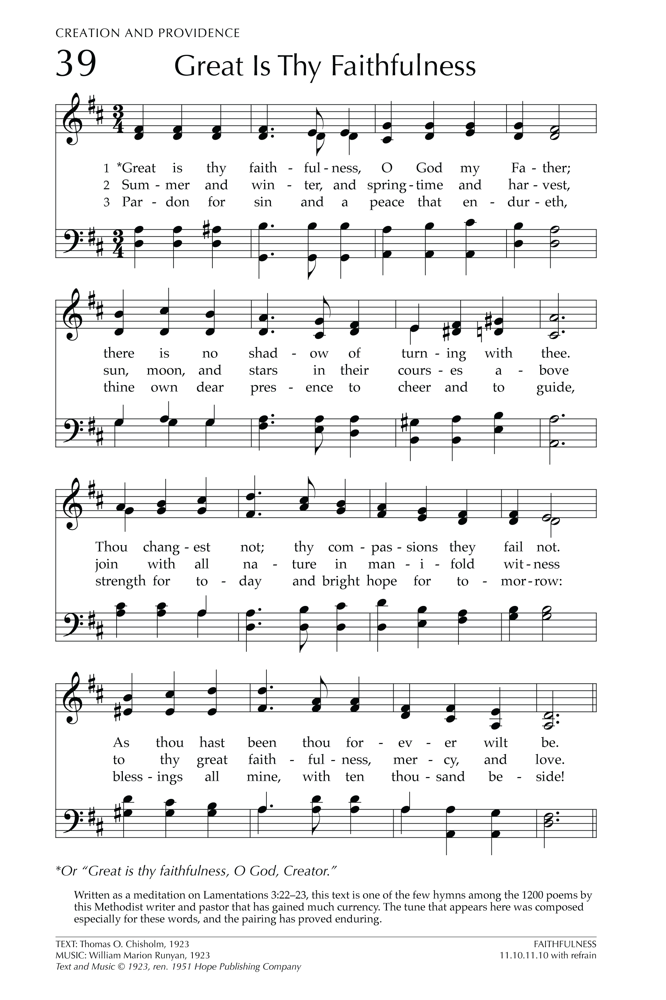 CREATION AND PROVIDENCE
39 Great Is Thy Faithfulness
1 *Great is thy faith - ful - ness, O God my Fa - ther;
2 Sum - mer and win - ter, and spring - time and har - vest,
3 Par - don for sin and a peace that en - dur - eth,
there is no shad - ow of turn - ing with thee.
sun, moon, and stars in their cours - es a - bove
thine own dear pres - ence to cheer and to guide,
Thou chang - est not; thy com - pas - sions they fail not.
join with all na - ture in man - i - fold wit - ness
strength for to - day and bright hope for to - mor - row:
As thou hast been thou for - ev - er wilt be.
to thy great faith - ful - ness, mer - cy, and love.
bless - ings all mine, with ten thou - sand be - side!
*Or “Great is thy faithfulness, O God, Creator.”
Written as a meditation on Lamentations 3:22–23, this text is one of the few hymns among the 1200 poems by
this Methodist writer and pastor that has gained much currency. The tune that appears here was composed
especially for these words, and the pairing has proved enduring.
TEXT: Thomas O. Chisholm, 1923 FAITHFULNESS
MUSIC: William Marion Runyan, 1923 11.10.11.10 with refrain
Text and Music © 1923, ren. 1951 Hope Publishing Company